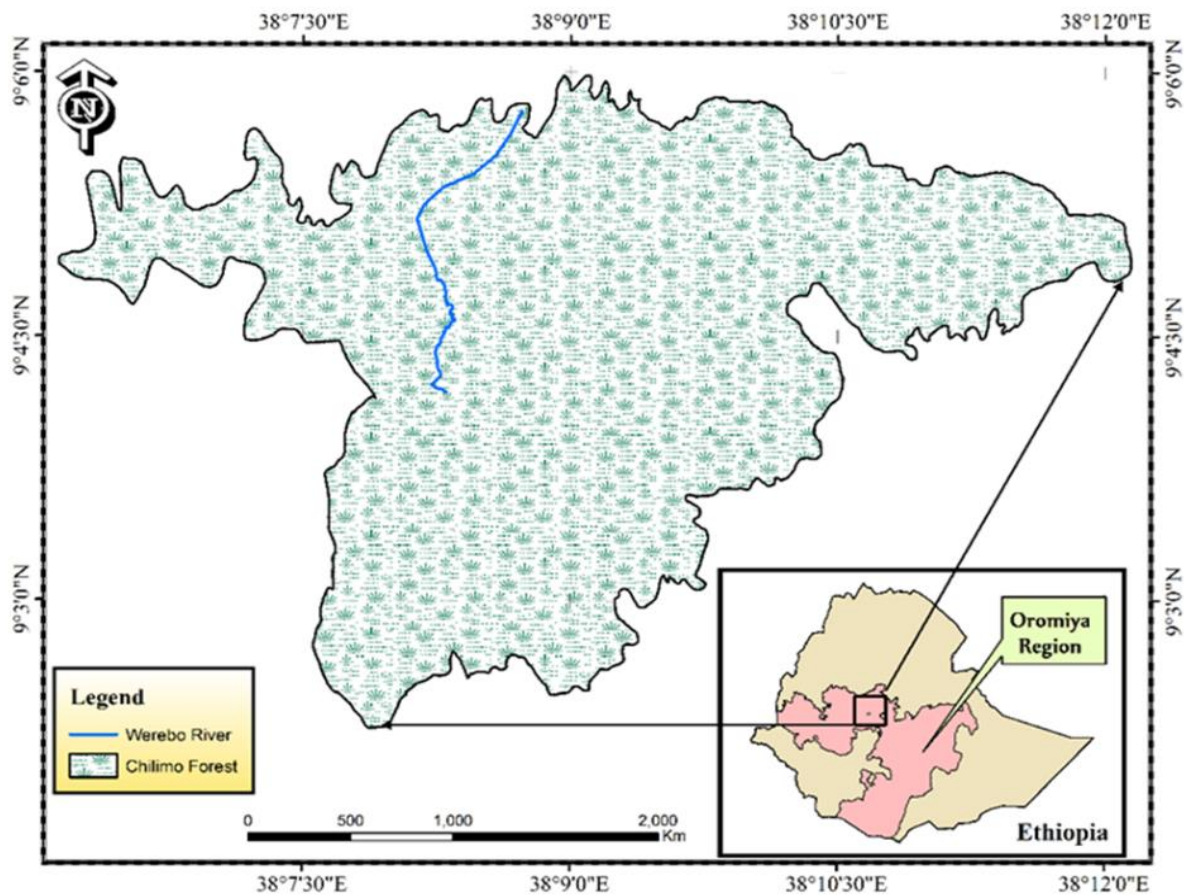 38°7'30"E 38°9'0"E 38°10'30"E 38°12'0"E
9°6'0"N 9°6'0"N
N
9°4'30"N 9°4'30"N
9°3'0"N 9°3'0"N
Oromiya
Region
Legend
Werebo River
Chilimo Forest
0 500 1,000 2,000
Km
Ethiopia
38°7'30"E 38°9'0"E 38°10'30"E 38°12'0"E